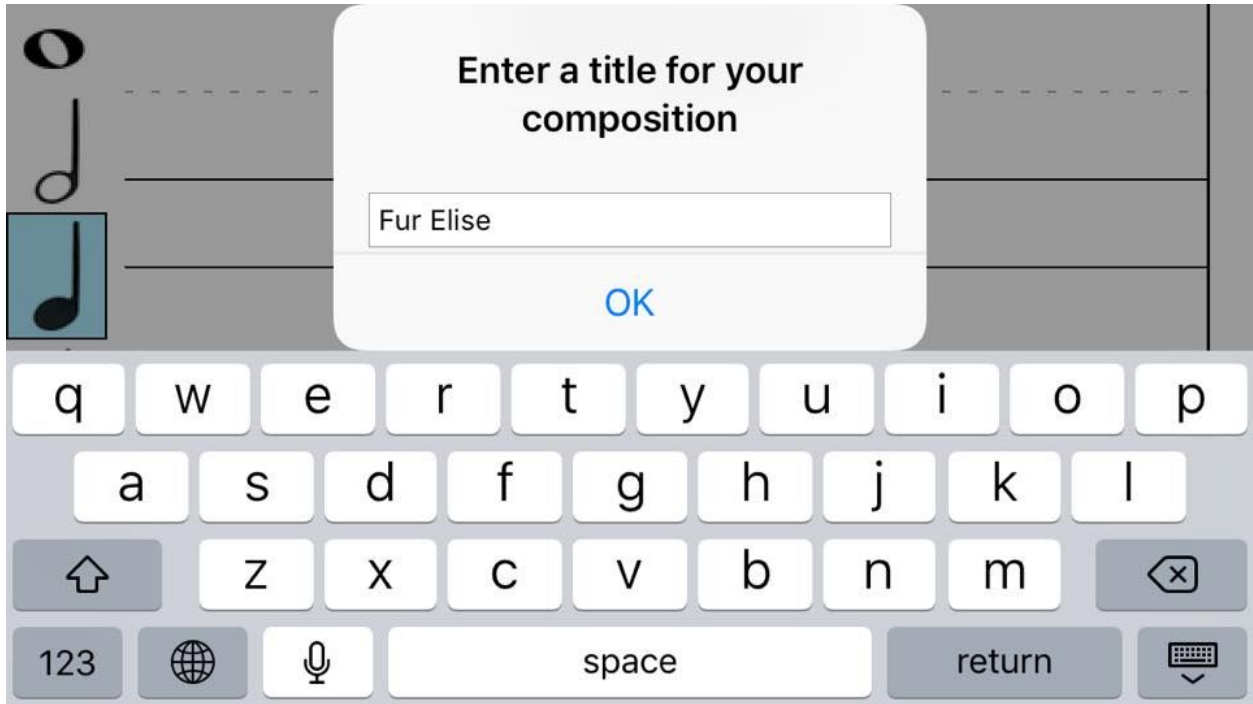 Enter a title for your
composition
Fur Elise
OK
q w e r t y u i o p
a s d f g h j k l
z x c v b n m
123 space return